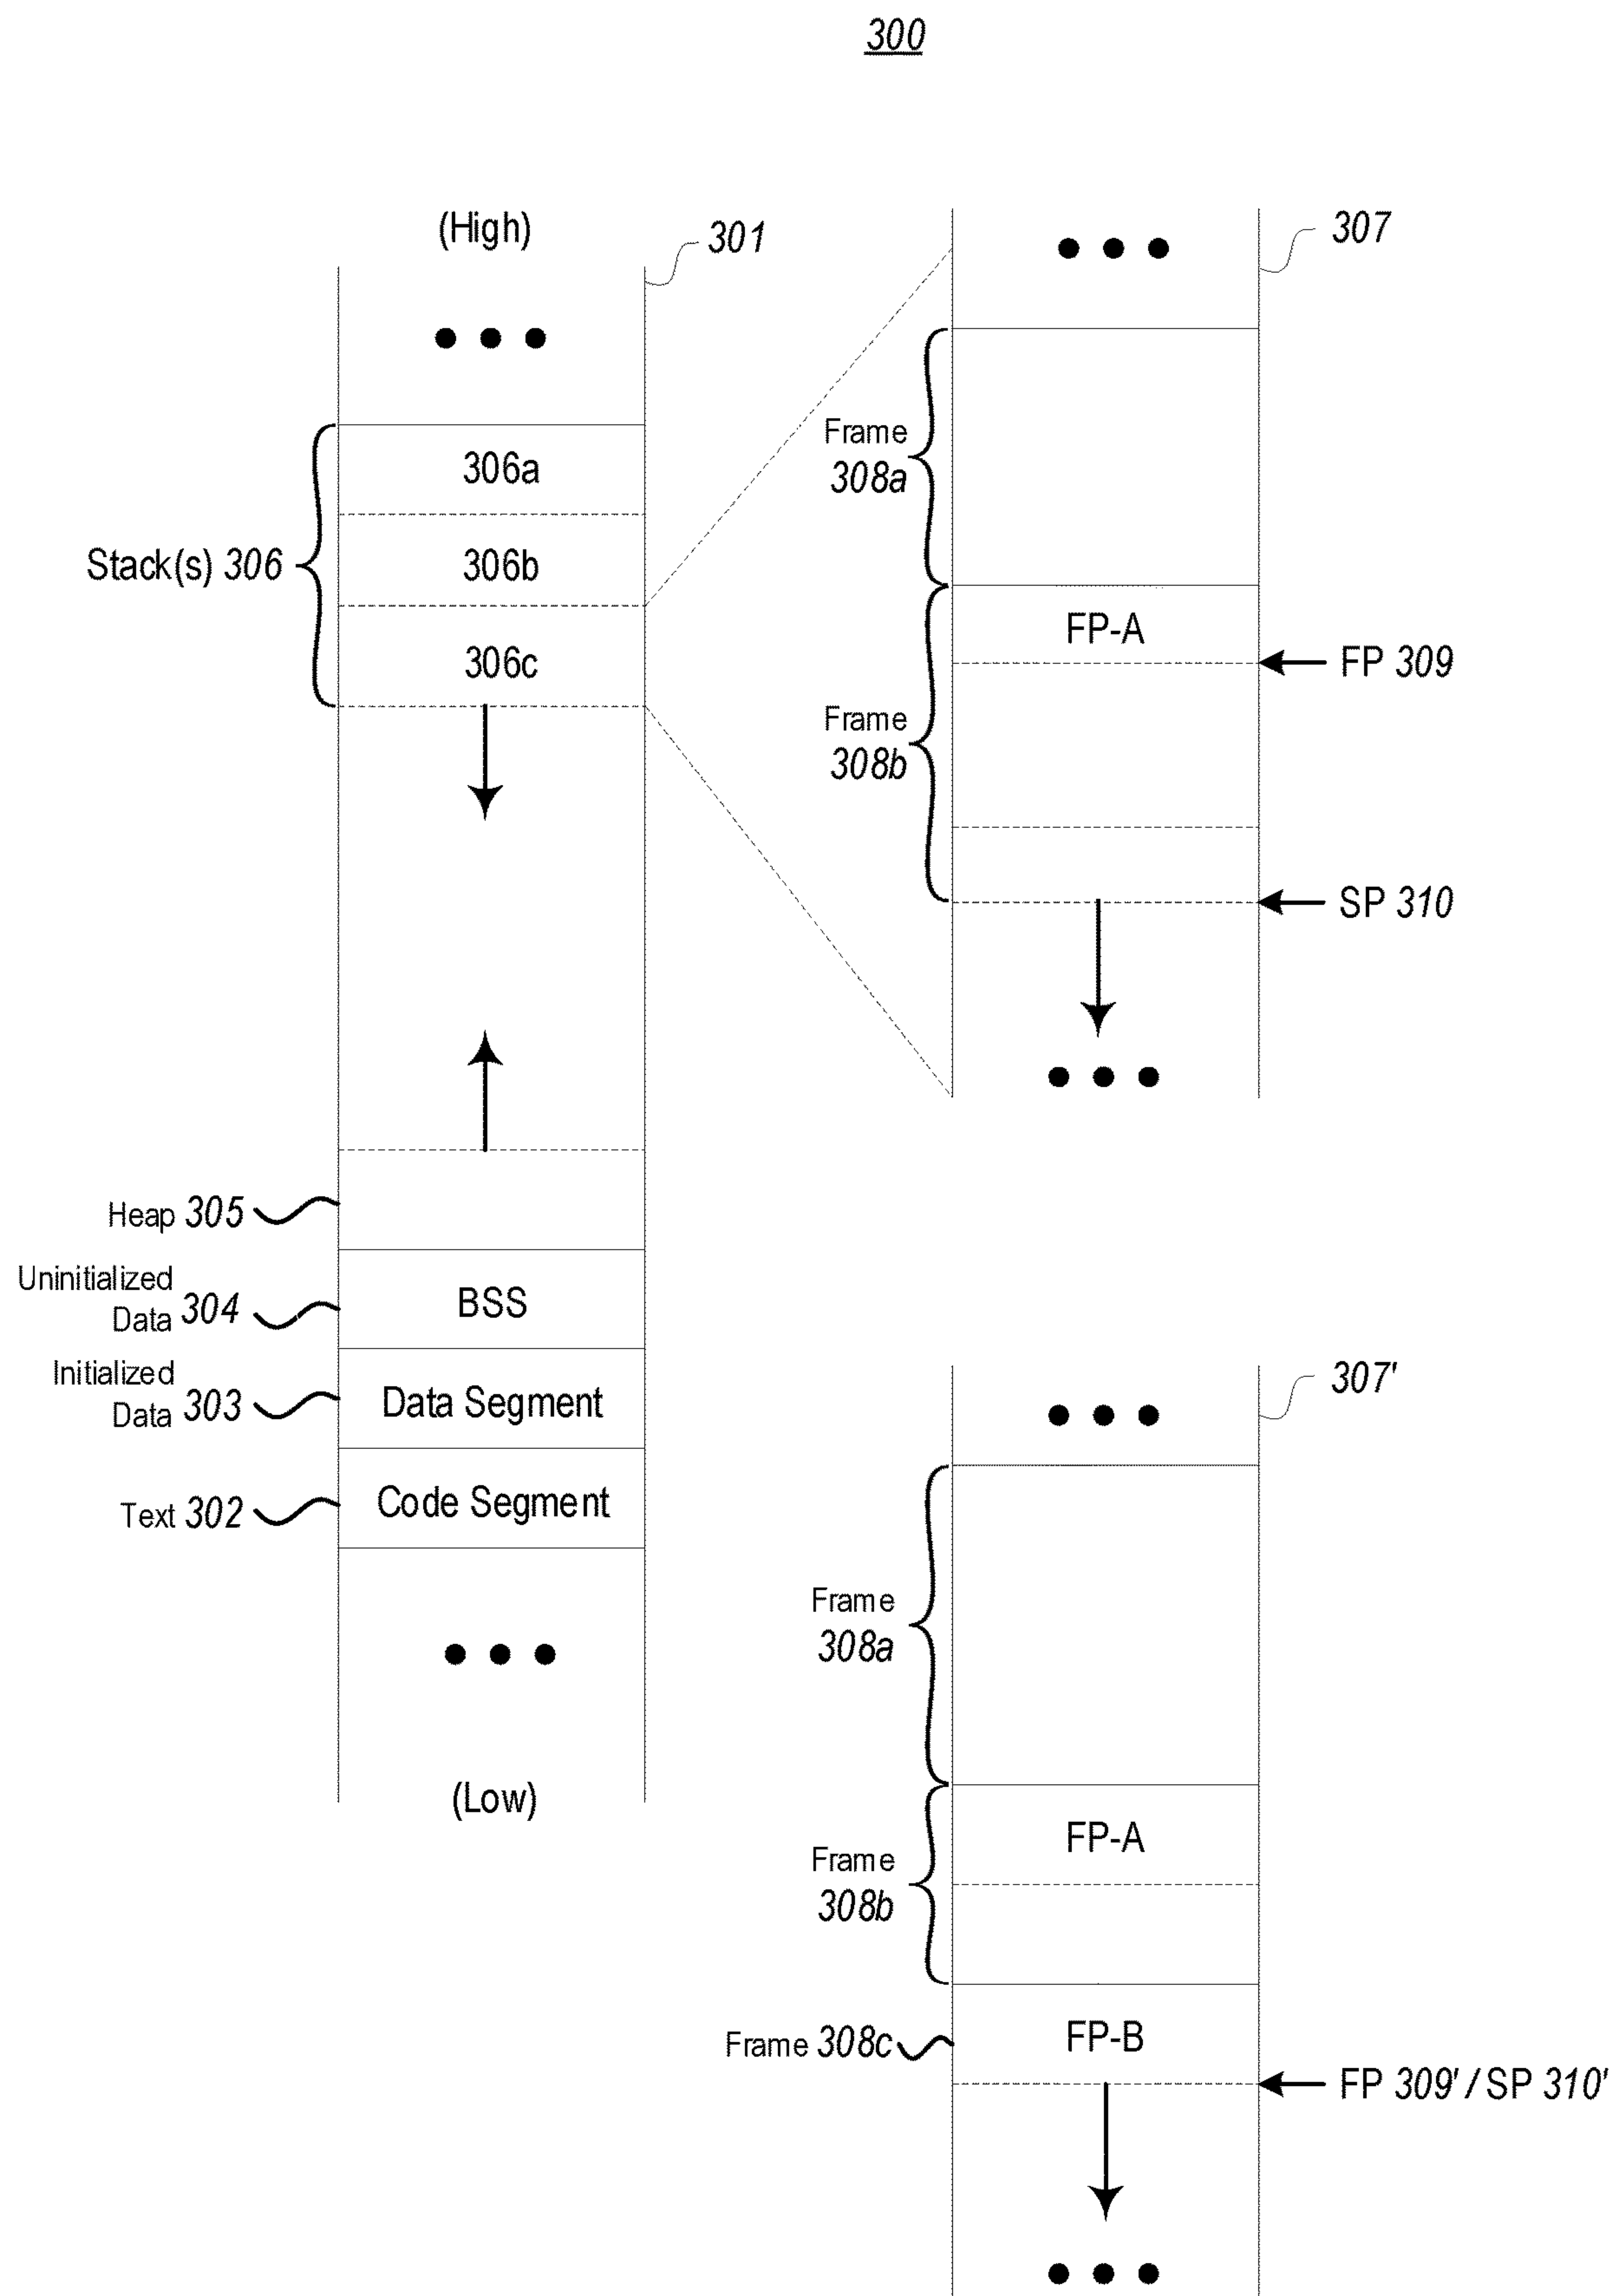 300
(High)
301
306a
306b
306c
Stack(s) 306
Heap 305
Uninitialized
Data 304
BSS
Initialized
Data 303
Data Segment
Text 302
Code Segment
(Low)
307
Frame
308a
FP-A
FP 309
Frame
308b
SP 310
307'
Frame
308a
Frame
308b
FP-A
Frame 308c
FP-B
FP 309' / SP 310'